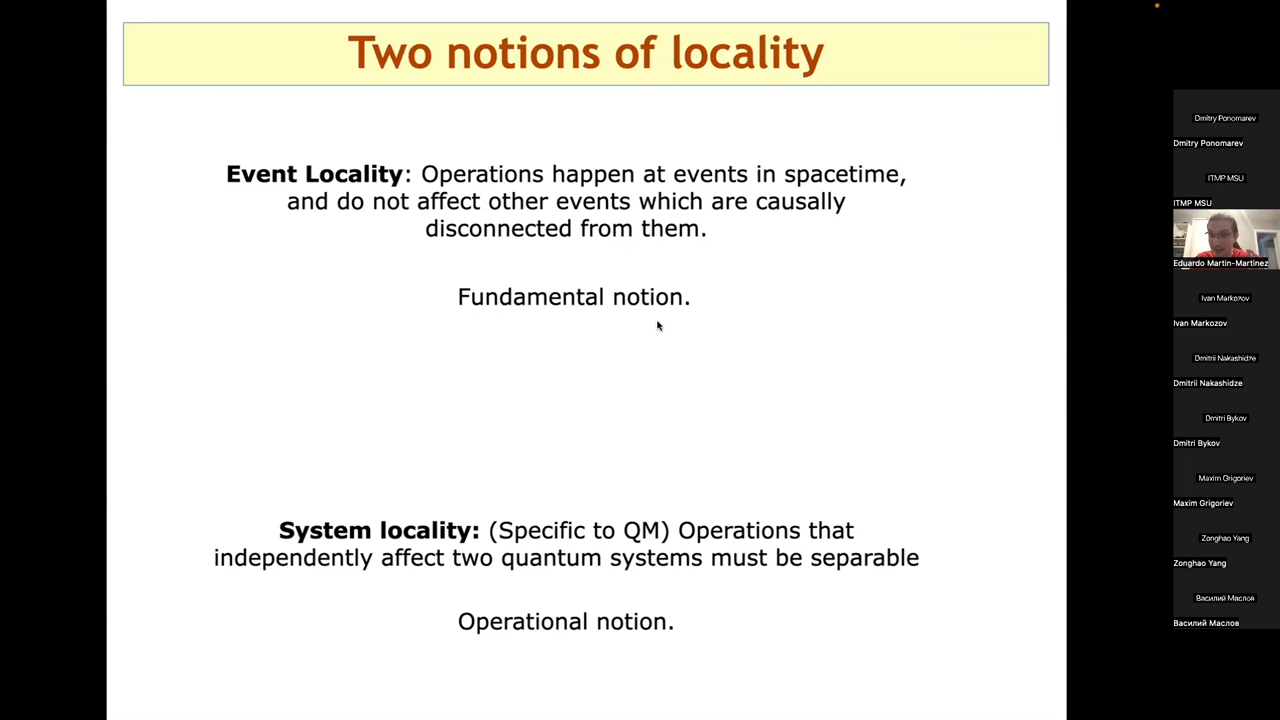 Two notions of locality
Event Locality: Operations happen at events in spacetime,
and do not affect other events which are causally
disconnected from them.
Fundamental notion.
System locality: (Specific to QM) Operations that
independently affect two quantum systems must be separable
Operational notion.
Dmitry Ponomarev
Dmitry Ponomarev
ITMP MSU
ITMP MSU
Eduardo Martin-Martinez
Ivan Markozov
Ivan Markozov
Dmitrii Nakashidze
Dmitrii Nakashidze
Dmitri Bykov
Dmitri Bykov
Maxim Grigoriev
Maxim Grigoriev
Zonghao Yang
Zonghao Yang
Василий Маслов
Василий Маслов